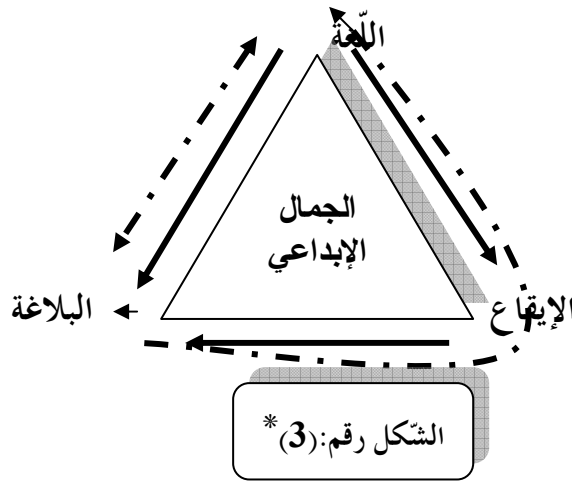 اللّغة
الجمال
الإبداعي
الإيقاع
البلاغة
الشّكل رقم:(3)*